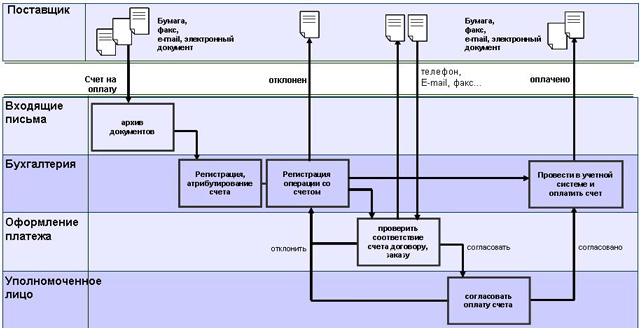 Поставщик
Бумага,
факс,
e-mail, электронный
документ
Бумага,
факс,
e-mail, электронный
документ
Счет на
оплату
отклонен
телефон,
E-mail, факс...
оплачено
Входящие
письма
архив
документов
Бухгалтерия
Регистрация,
атрибутирование
счета
Регистрация
операции со
счетом
Провести в учетной
системе и
оплатить счет
Оформление
платежа
отклонить
проверить
соответствие
счета договору,
заказу
согласовать
согласовано
Уполномоченное
лицо
согласовать
оплату счета